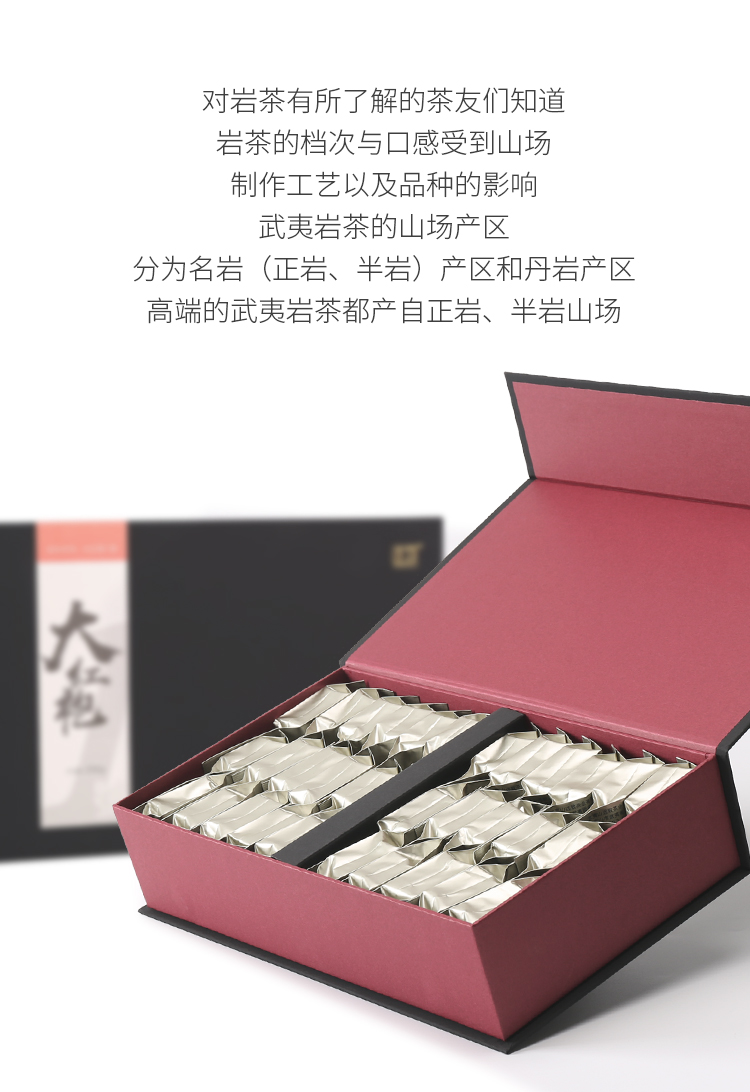 对岩茶有所了解的茶友们知道
岩茶的档次与口感受到山场
制作工艺以及品种的影响
武夷岩茶的山场产区
分为名岩（正岩、半岩）产区和丹岩产区
高端的武夷岩茶都产自正岩、半岩山场
大红袍